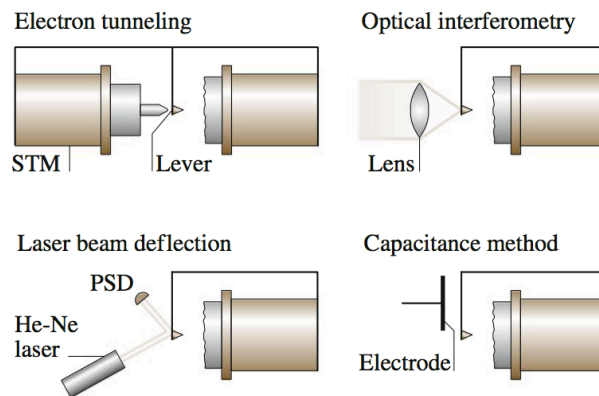 Electron tunneling
Optical interferometry
STM
Lever
Lens
Laser beam deflection
Capacitance method
PSD
He-Ne
laser
Electrode